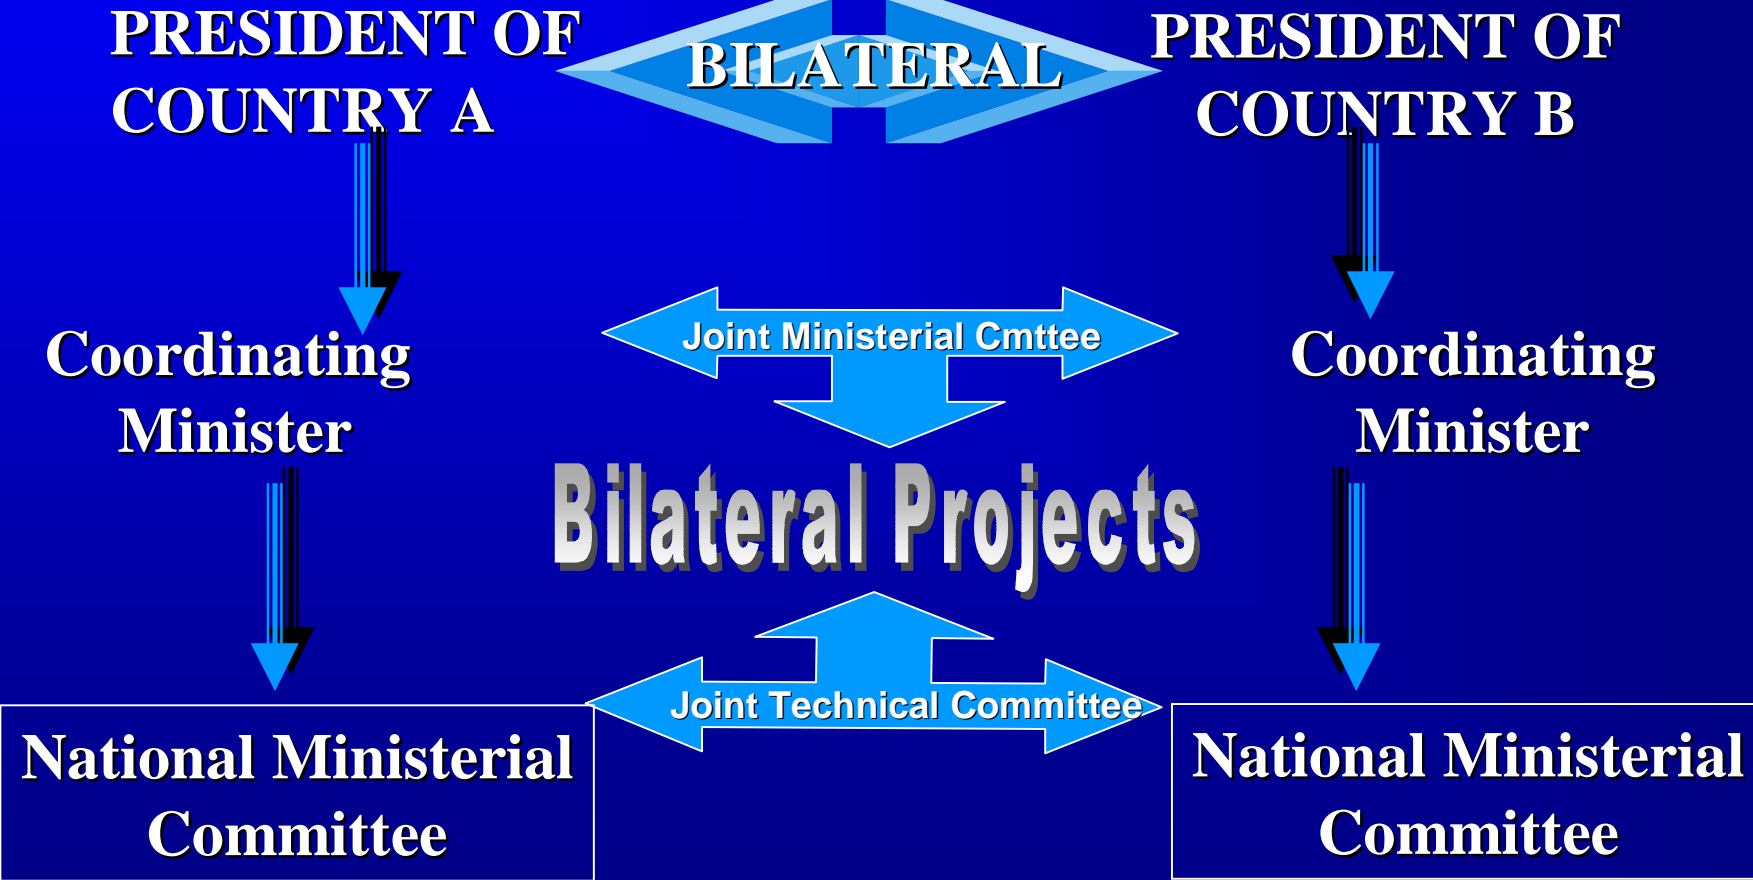 PRESIDENT OF
COUNTRY A
BILATERAL
PRESIDENT OF
COUNTRY B
Coordinating
Minister
Joint Ministerial Cmttee
Coordinating
Minister
Bilateral Projects
Joint Technical Committee
National Ministerial
Committee
National Ministerial
Committee